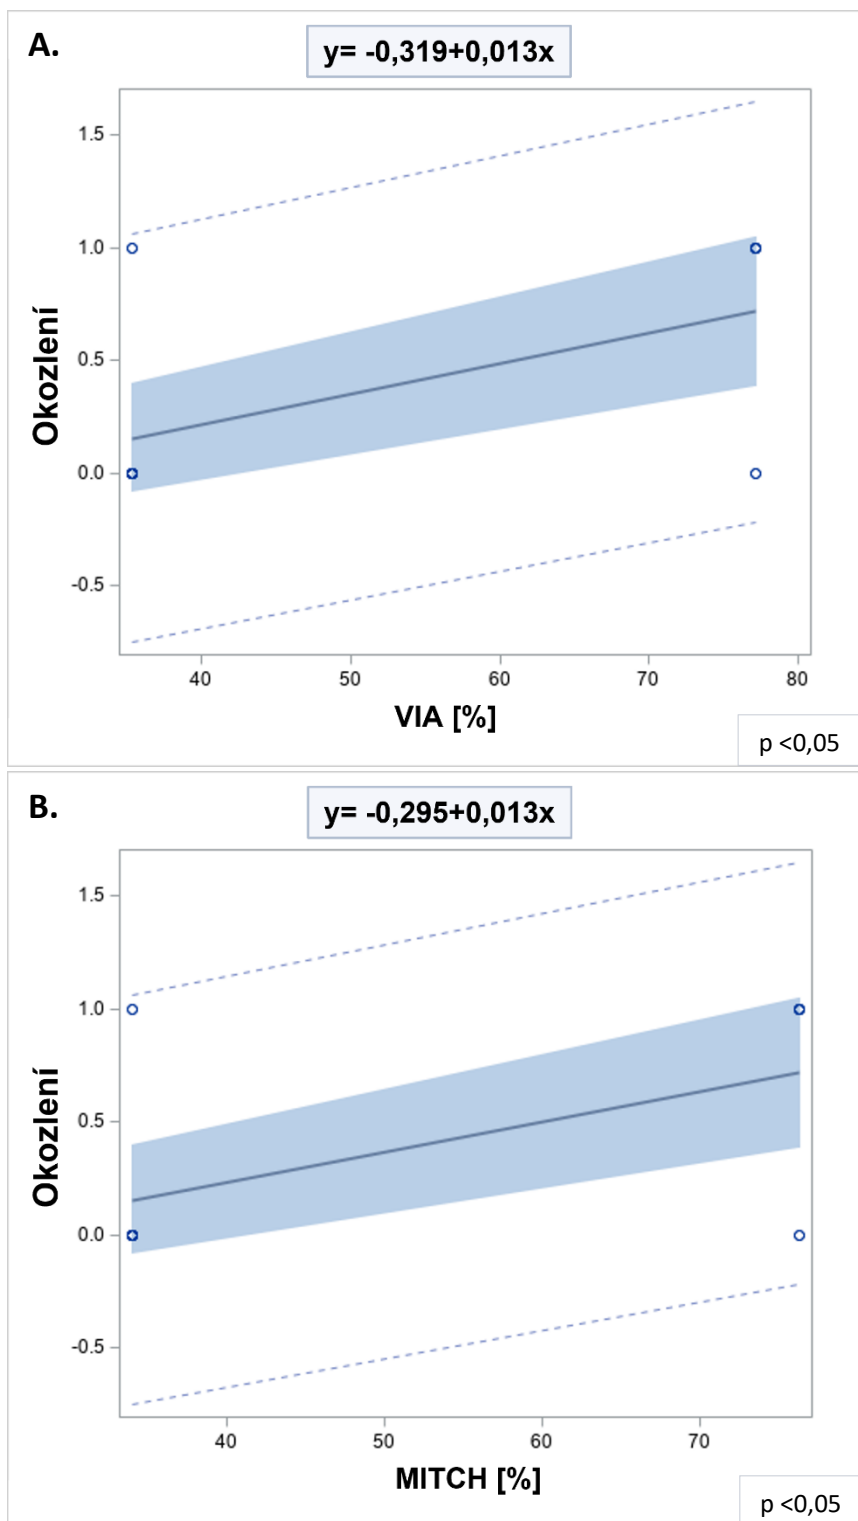 A.
y= -0,319+0,013x
1.5
1.0
0.5
0.0
-0.5
Okozlení
40 50 60 70 80
VIA [%]
p <0,05
B.
y= -0,295+0,013x
1.5
1.0
0.5
0.0
-0.5
Okozlení
40 50 60 70
MITCH [%]
p <0,05